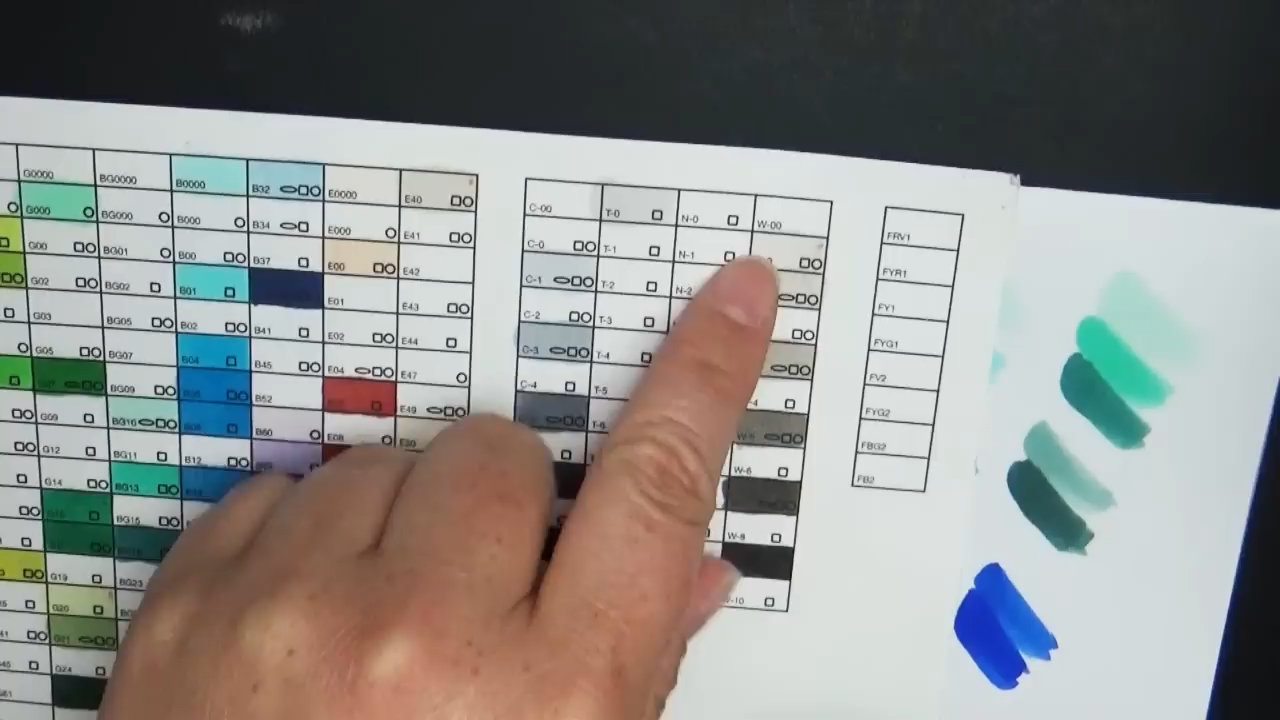 G0000 BG0000 B0000 B32 E0000 E40
G000 BG000 B000 B34 E000 E41
G00 BG01 B00 B37 E00 E42
G02 BG02 B01 E01 E43
G03 BG05 B02 B41 E02 E44
G05 BG07 B04 B45 E04 E47
BG09 B52 E49
G09 BG10 B60 E08 E50
G12 BG11 B12
G14 BG13
BG15
G19 BG23
G20
G21
G24
C-00 T-0 N-0 W-00
C-0 T-1 N-1
C-1 T-2 N-2
C-2 T-3
C-3 T-4
C-4 T-5
T-6 W-5
W-6
W-8
FRV1
FYR1
FY1
FYG1
FV2
FYG2
FBG2
FB2